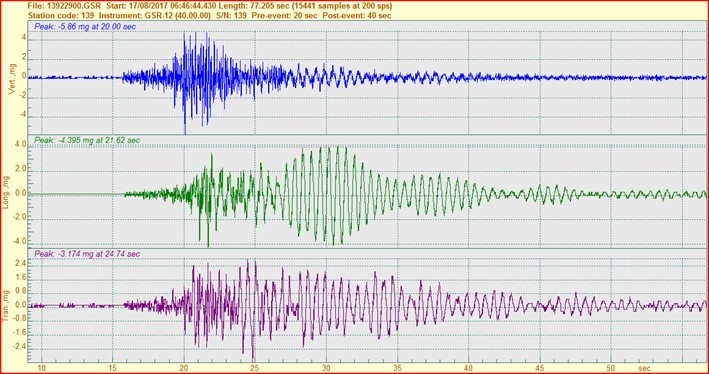 File: 13922900.GSR Start: 17/08/2017 06:46:44.430 Length: 77.205 sec (15441 samples at 200 sps)
Station code: 139 Instrument: GSR-12 (40.00.00) S/N: 139 Pre-event: 20 sec Post-event: 40 sec
Peak: -5.86 mg at 20.00 sec
4
2
0
-2
-4
Vert.,mg
Peak: -4.395 mg at 21.62 sec
4.0
2.0
0.0
-2.0
-4.0
Long.,mg
Peak: -3.174 mg at 24.74 sec
2.4
1.6
0.8
0.0
-0.8
-1.6
-2.4
Tran.,mg
10 15 20 25 30 35 40 45 50 sec